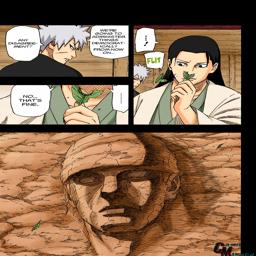 WE'RE
GOING TO
ADMINISTER
THINGS
DEMOCRAT-
ICALLY
FROM NOW
ON...
ANY
DISAGREE-
MENT?
...!
FLIT
NO...
THAT'S
FINE.